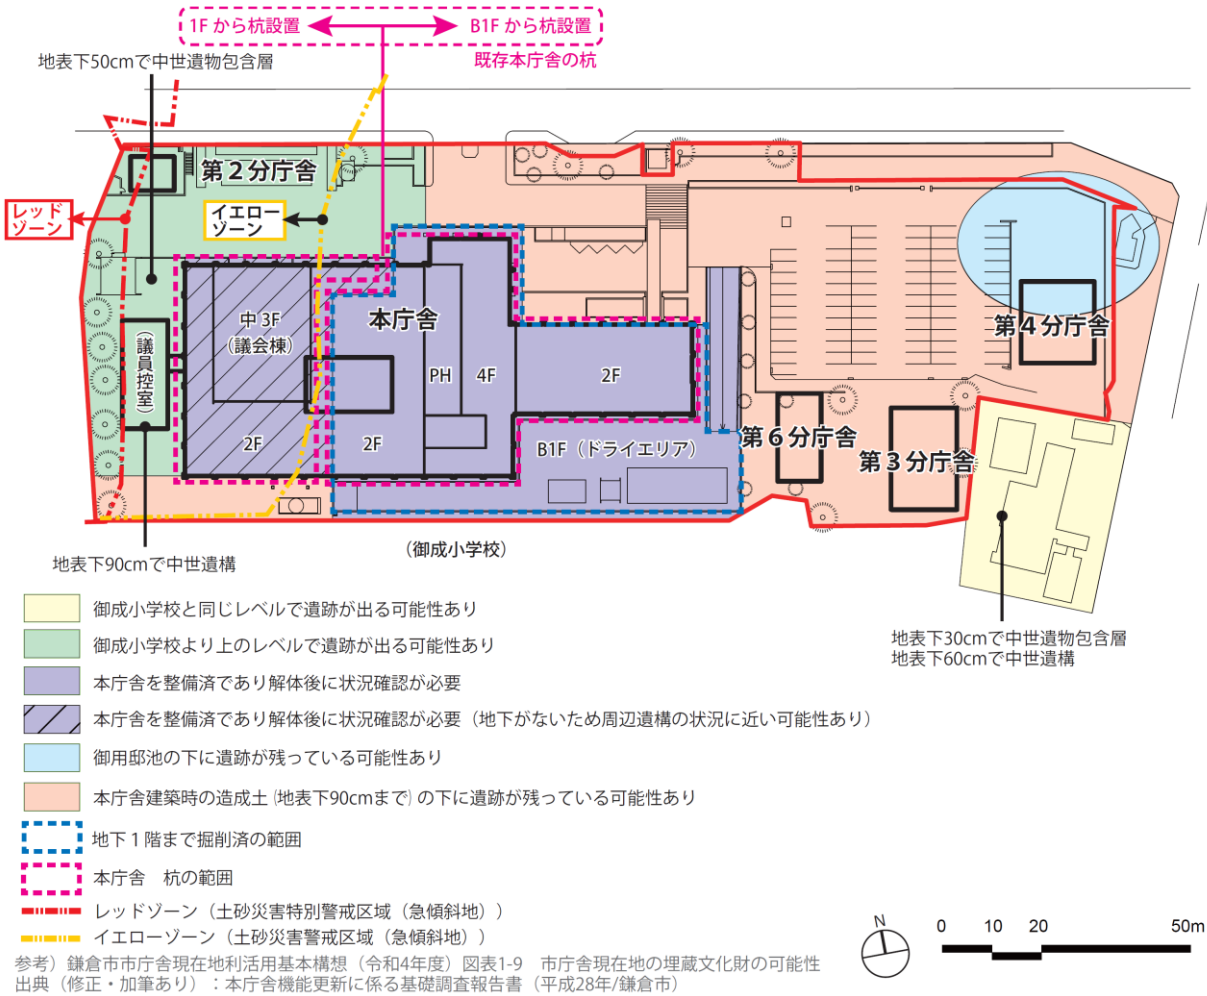 1F から杭設置
B1F から杭設置
既存本庁舎の杭
地表下50cmで中世遺物包含層
第２分庁舎
レッド
ゾーン
イエロー
ゾーン
本庁舎
中 3F
（議会棟）
（議員控室）
PH
4F
2F
2F
2F
B1F（ドライエリア）
第４分庁舎
第６分庁舎
第３分庁舎
（御成小学校）
地表下90cmで中世遺構
地表下30cmで中世遺物包含層
地表下60cmで中世遺構
御成小学校と同じレベルで遺跡が出る可能性あり
御成小学校より上のレベルで遺跡が出る可能性あり
本庁舎を整備済であり解体後に状況確認が必要
本庁舎を整備済であり解体後に状況確認が必要（地下がないため周辺遺構の状況に近い可能性あり）
御用邸池の下に遺跡が残っている可能性あり
本庁舎建築時の造成土（地表下90cmまで）の下に遺跡が残っている可能性あり
地下１階まで掘削済の範囲
本庁舎　杭の範囲
レッドゾーン（土砂災害特別警戒区域（急傾斜地））
イエローゾーン（土砂災害警戒区域（急傾斜地））
N
0 10 20 50m
参考）鎌倉市市庁舎現在地利活用基本構想（令和4年度）図表1-9　市庁舎現在地の埋蔵文化財の可能性
出典（修正・加筆あり）：本庁舎機能更新に係る基礎調査報告書（平成28年/鎌倉市）